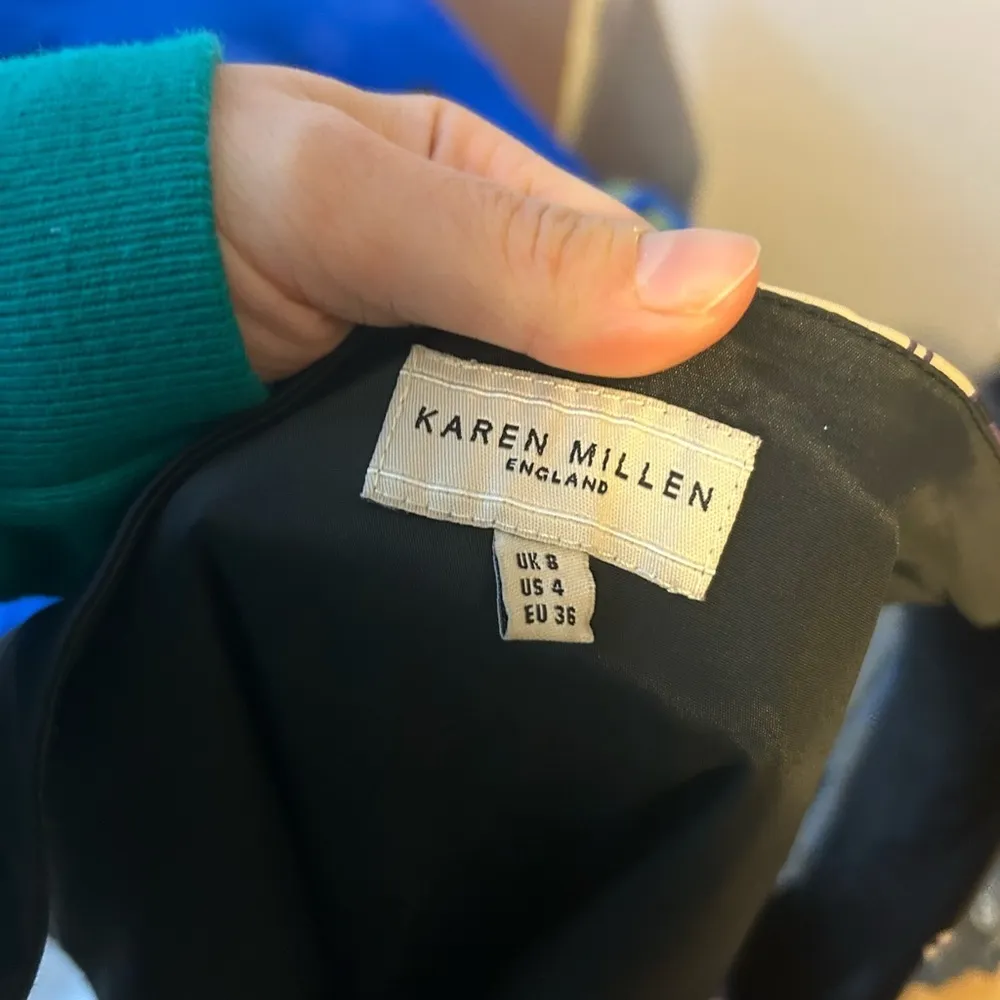 KAREN MILLEN
ENGLAND
UK 8
US 4
EU 36